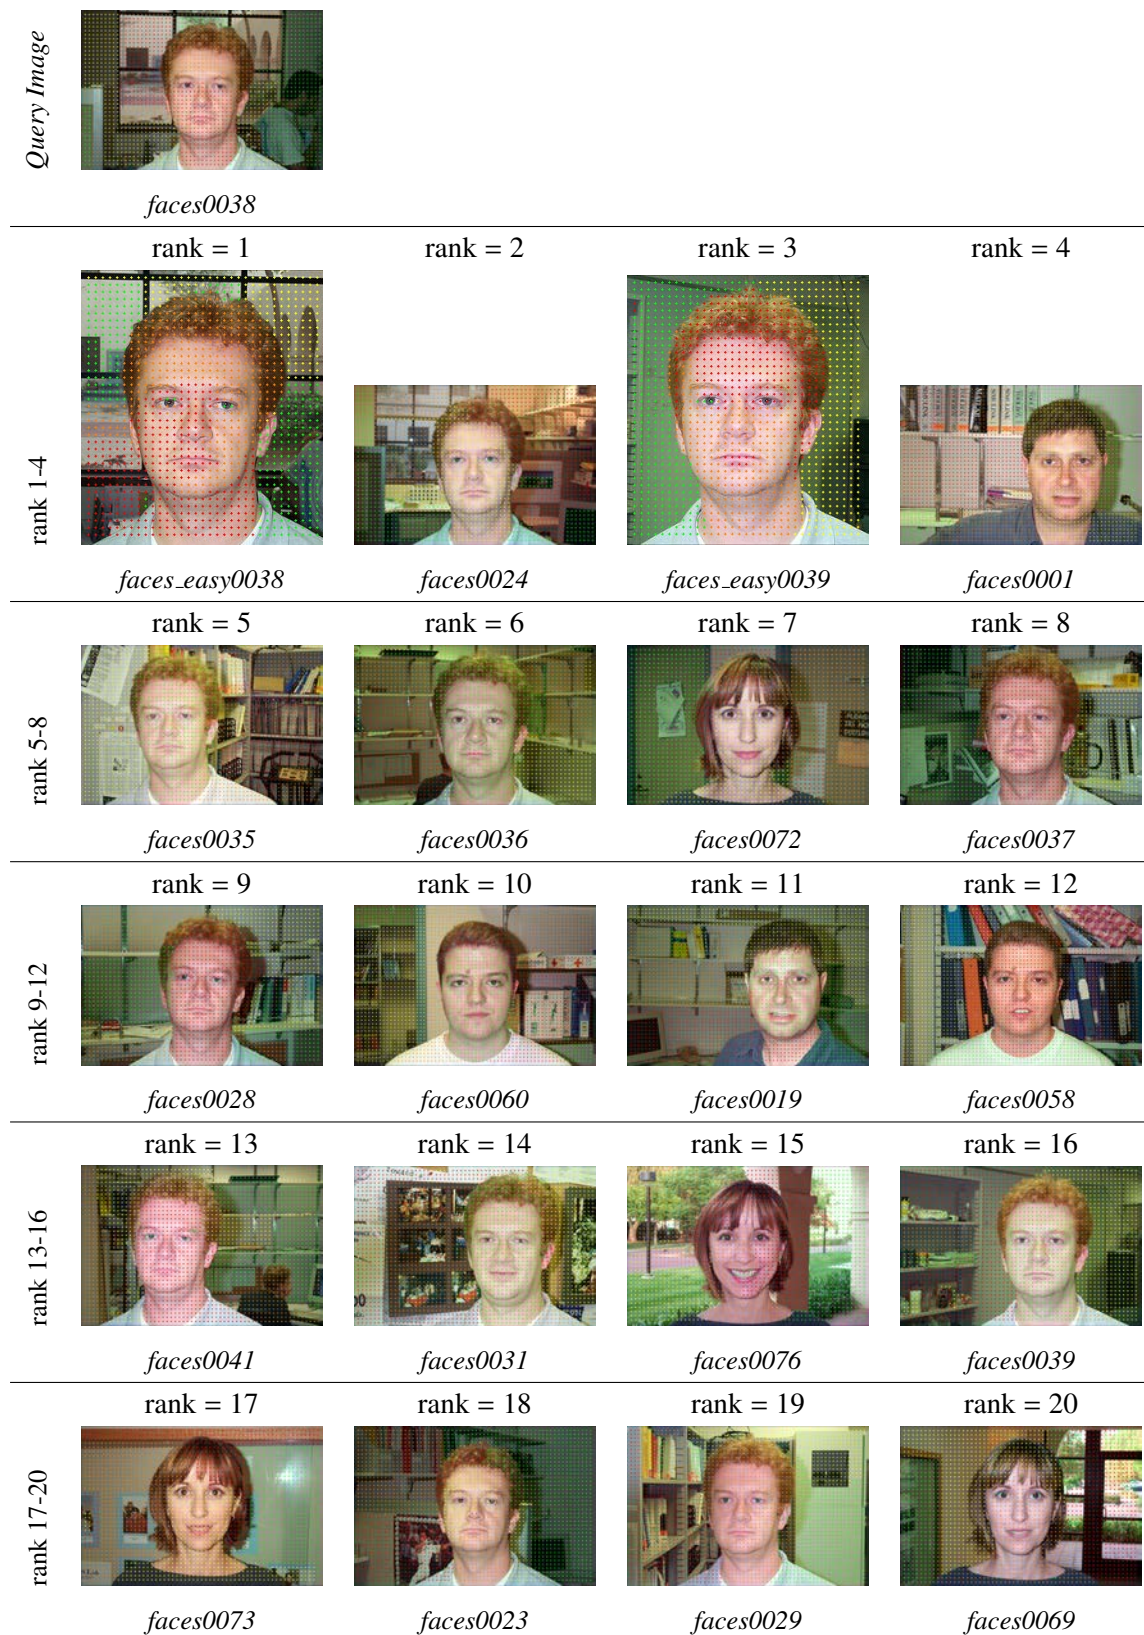 Query Image
faces0038
rank = 1 rank = 2 rank = 3 rank = 4
rank 1-4
faces_easy0038 faces0024 faces_easy0039 faces0001
rank = 5 rank = 6 rank = 7 rank = 8
rank 5-8
faces0035 faces0036 faces0072 faces0037
rank = 9 rank = 10 rank = 11 rank = 12
rank 9-12
faces0028 faces0060 faces0019 faces0058
rank = 13 rank = 14 rank = 15 rank = 16
rank 13-16
faces0041 faces0031 faces0076 faces0039
rank = 17 rank = 18 rank = 19 rank = 20
rank 17-20
faces0073 faces0023 faces0029 faces0069